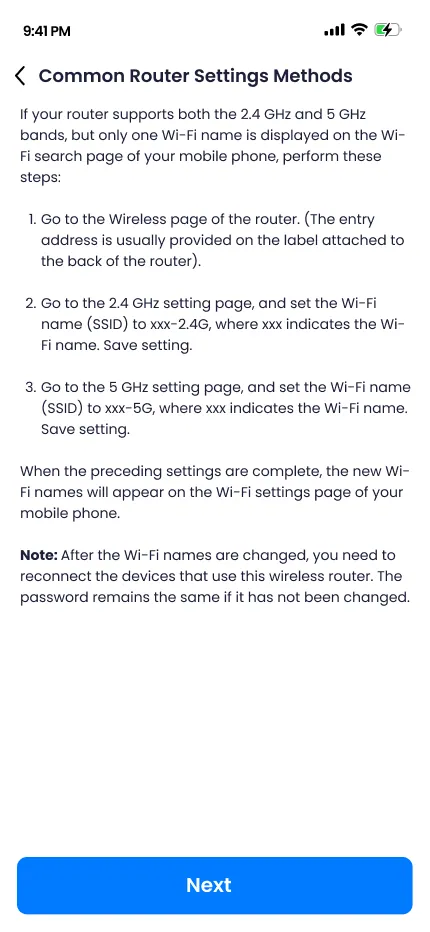 9:41 PM
Common Router Settings Methods
If your router supports both the 2.4 GHz and 5 GHz
bands, but only one Wi-Fi name is displayed on the Wi-
Fi search page of your mobile phone, perform these
steps:
1. Go to the Wireless page of the router. (The entry
address is usually provided on the label attached to
the back of the router).
2. Go to the 2.4 GHz setting page, and set the Wi-Fi
name (SSID) to xxx-2.4G, where xxx indicates the Wi-
Fi name. Save setting.
3. Go to the 5 GHz setting page, and set the Wi-Fi name
(SSID) to xxx-5G, where xxx indicates the Wi-Fi name.
Save setting.
When the preceding settings are complete, the new Wi-
Fi names will appear on the Wi-Fi settings page of your
mobile phone.
Note: After the Wi-Fi names are changed, you need to
reconnect the devices that use this wireless router. The
password remains the same if it has not been changed.
Next